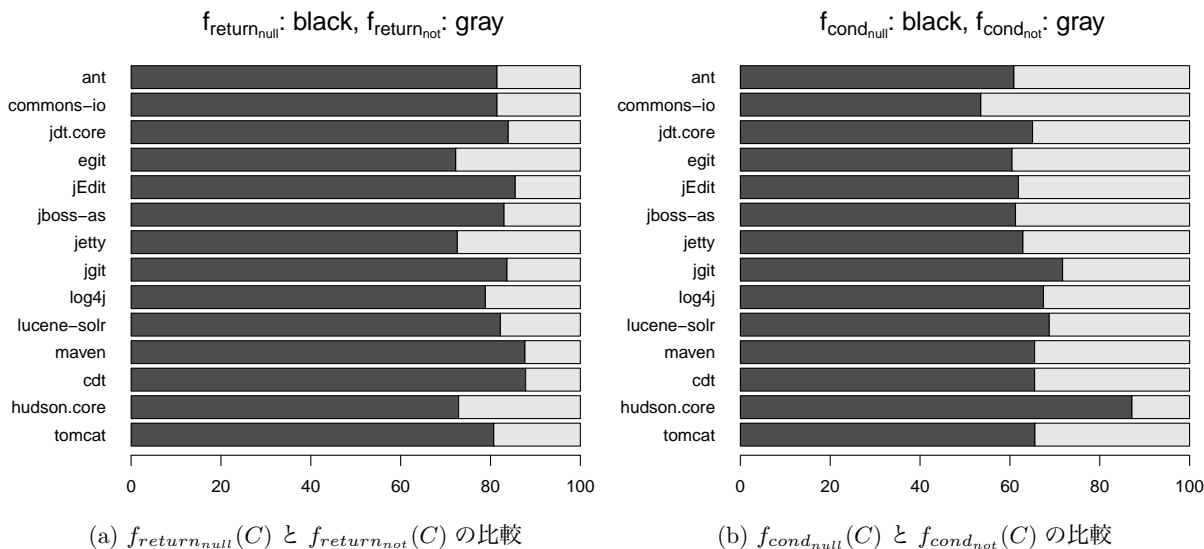 f_return_null: black, f_return_not: gray
ant
commons−io
jdt.core
egit
jEdit
jboss−as
jetty
jgit
log4j
lucene−solr
maven
cdt
hudson.core
tomcat
0 20 40 60 80 100
(a) f_return_null(C) と f_return_not(C) の比較
f_cond_null: black, f_cond_not: gray
ant
commons−io
jdt.core
egit
jEdit
jboss−as
jetty
jgit
log4j
lucene−solr
maven
cdt
hudson.core
tomcat
0 20 40 60 80 100
(b) f_cond_null(C) と f_cond_not(C) の比較